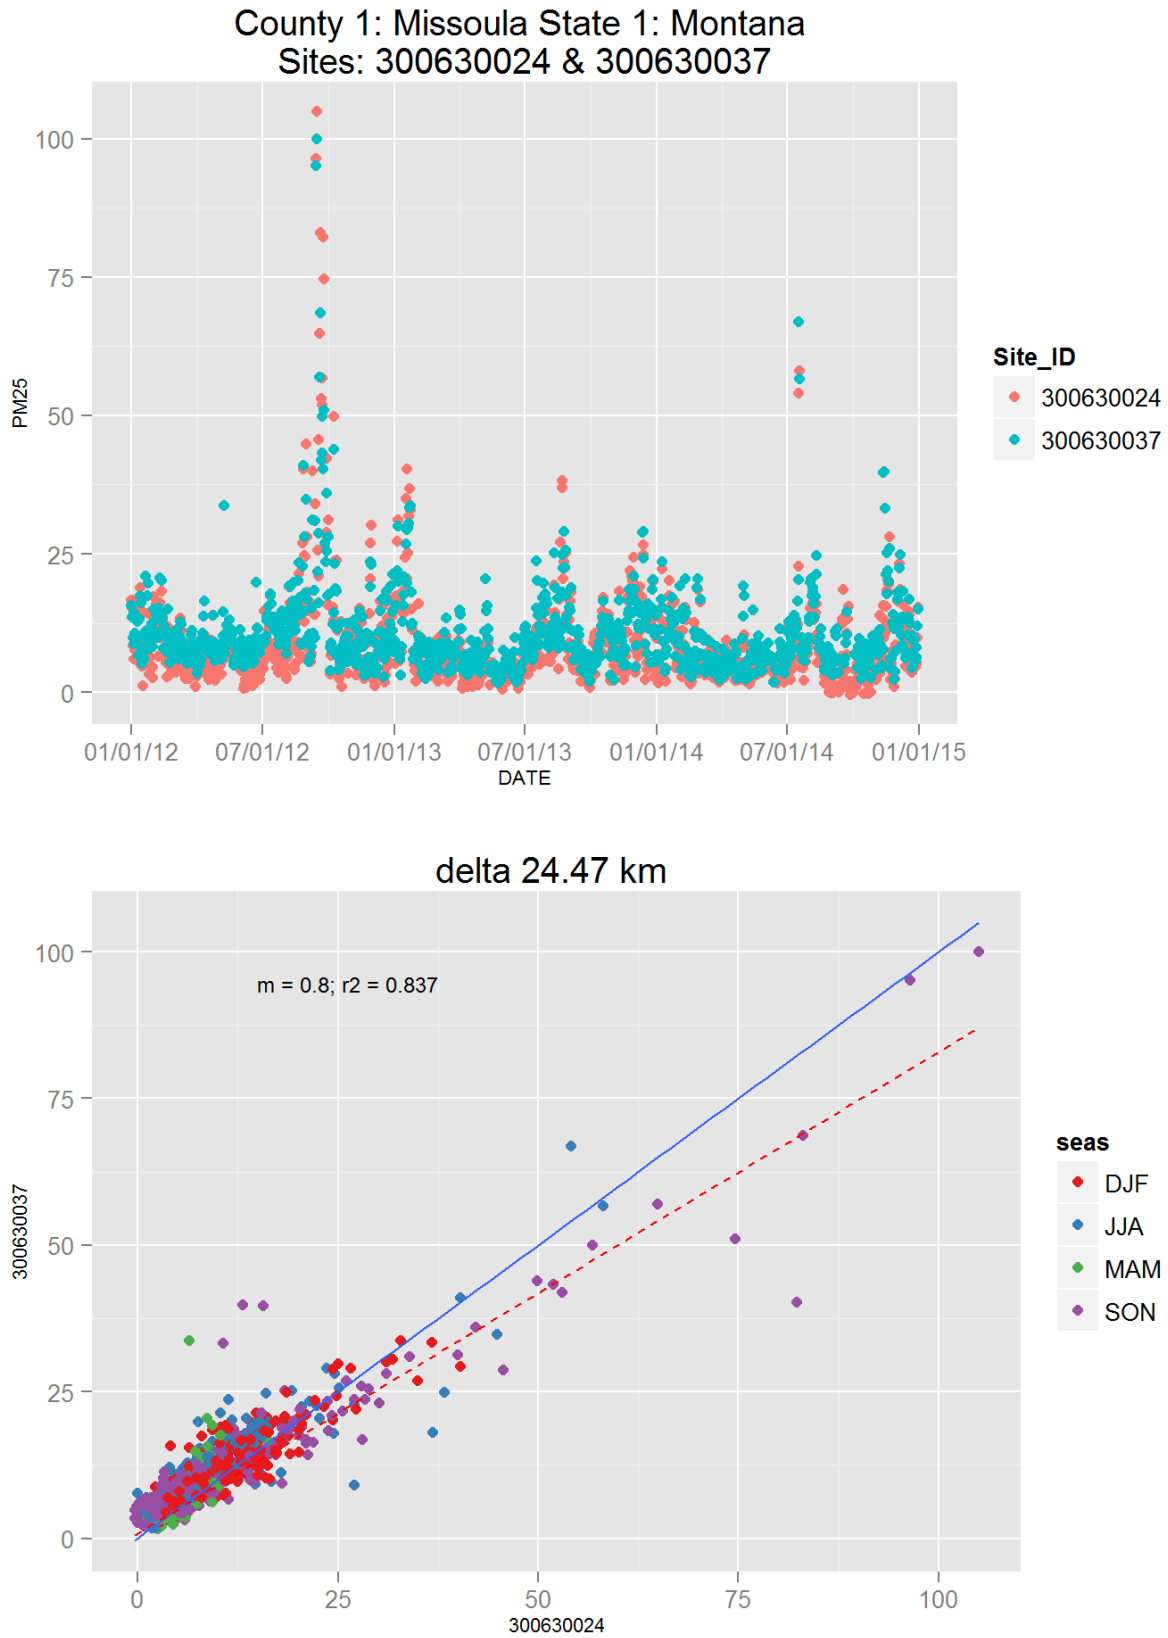 County 1: Missoula State 1: Montana
Sites: 300630024 & 300630037
100
75
50
25
0
PM25
01/01/12 07/01/12 01/01/13 07/01/13 01/01/14 07/01/14 01/01/15
DATE
Site_ID
300630024
300630037
delta 24.47 km
m = 0.8; r2 = 0.837
100
75
50
25
0
300630037
0 25 50 75 100
300630024
seas
DJF
JJA
MAM
SON